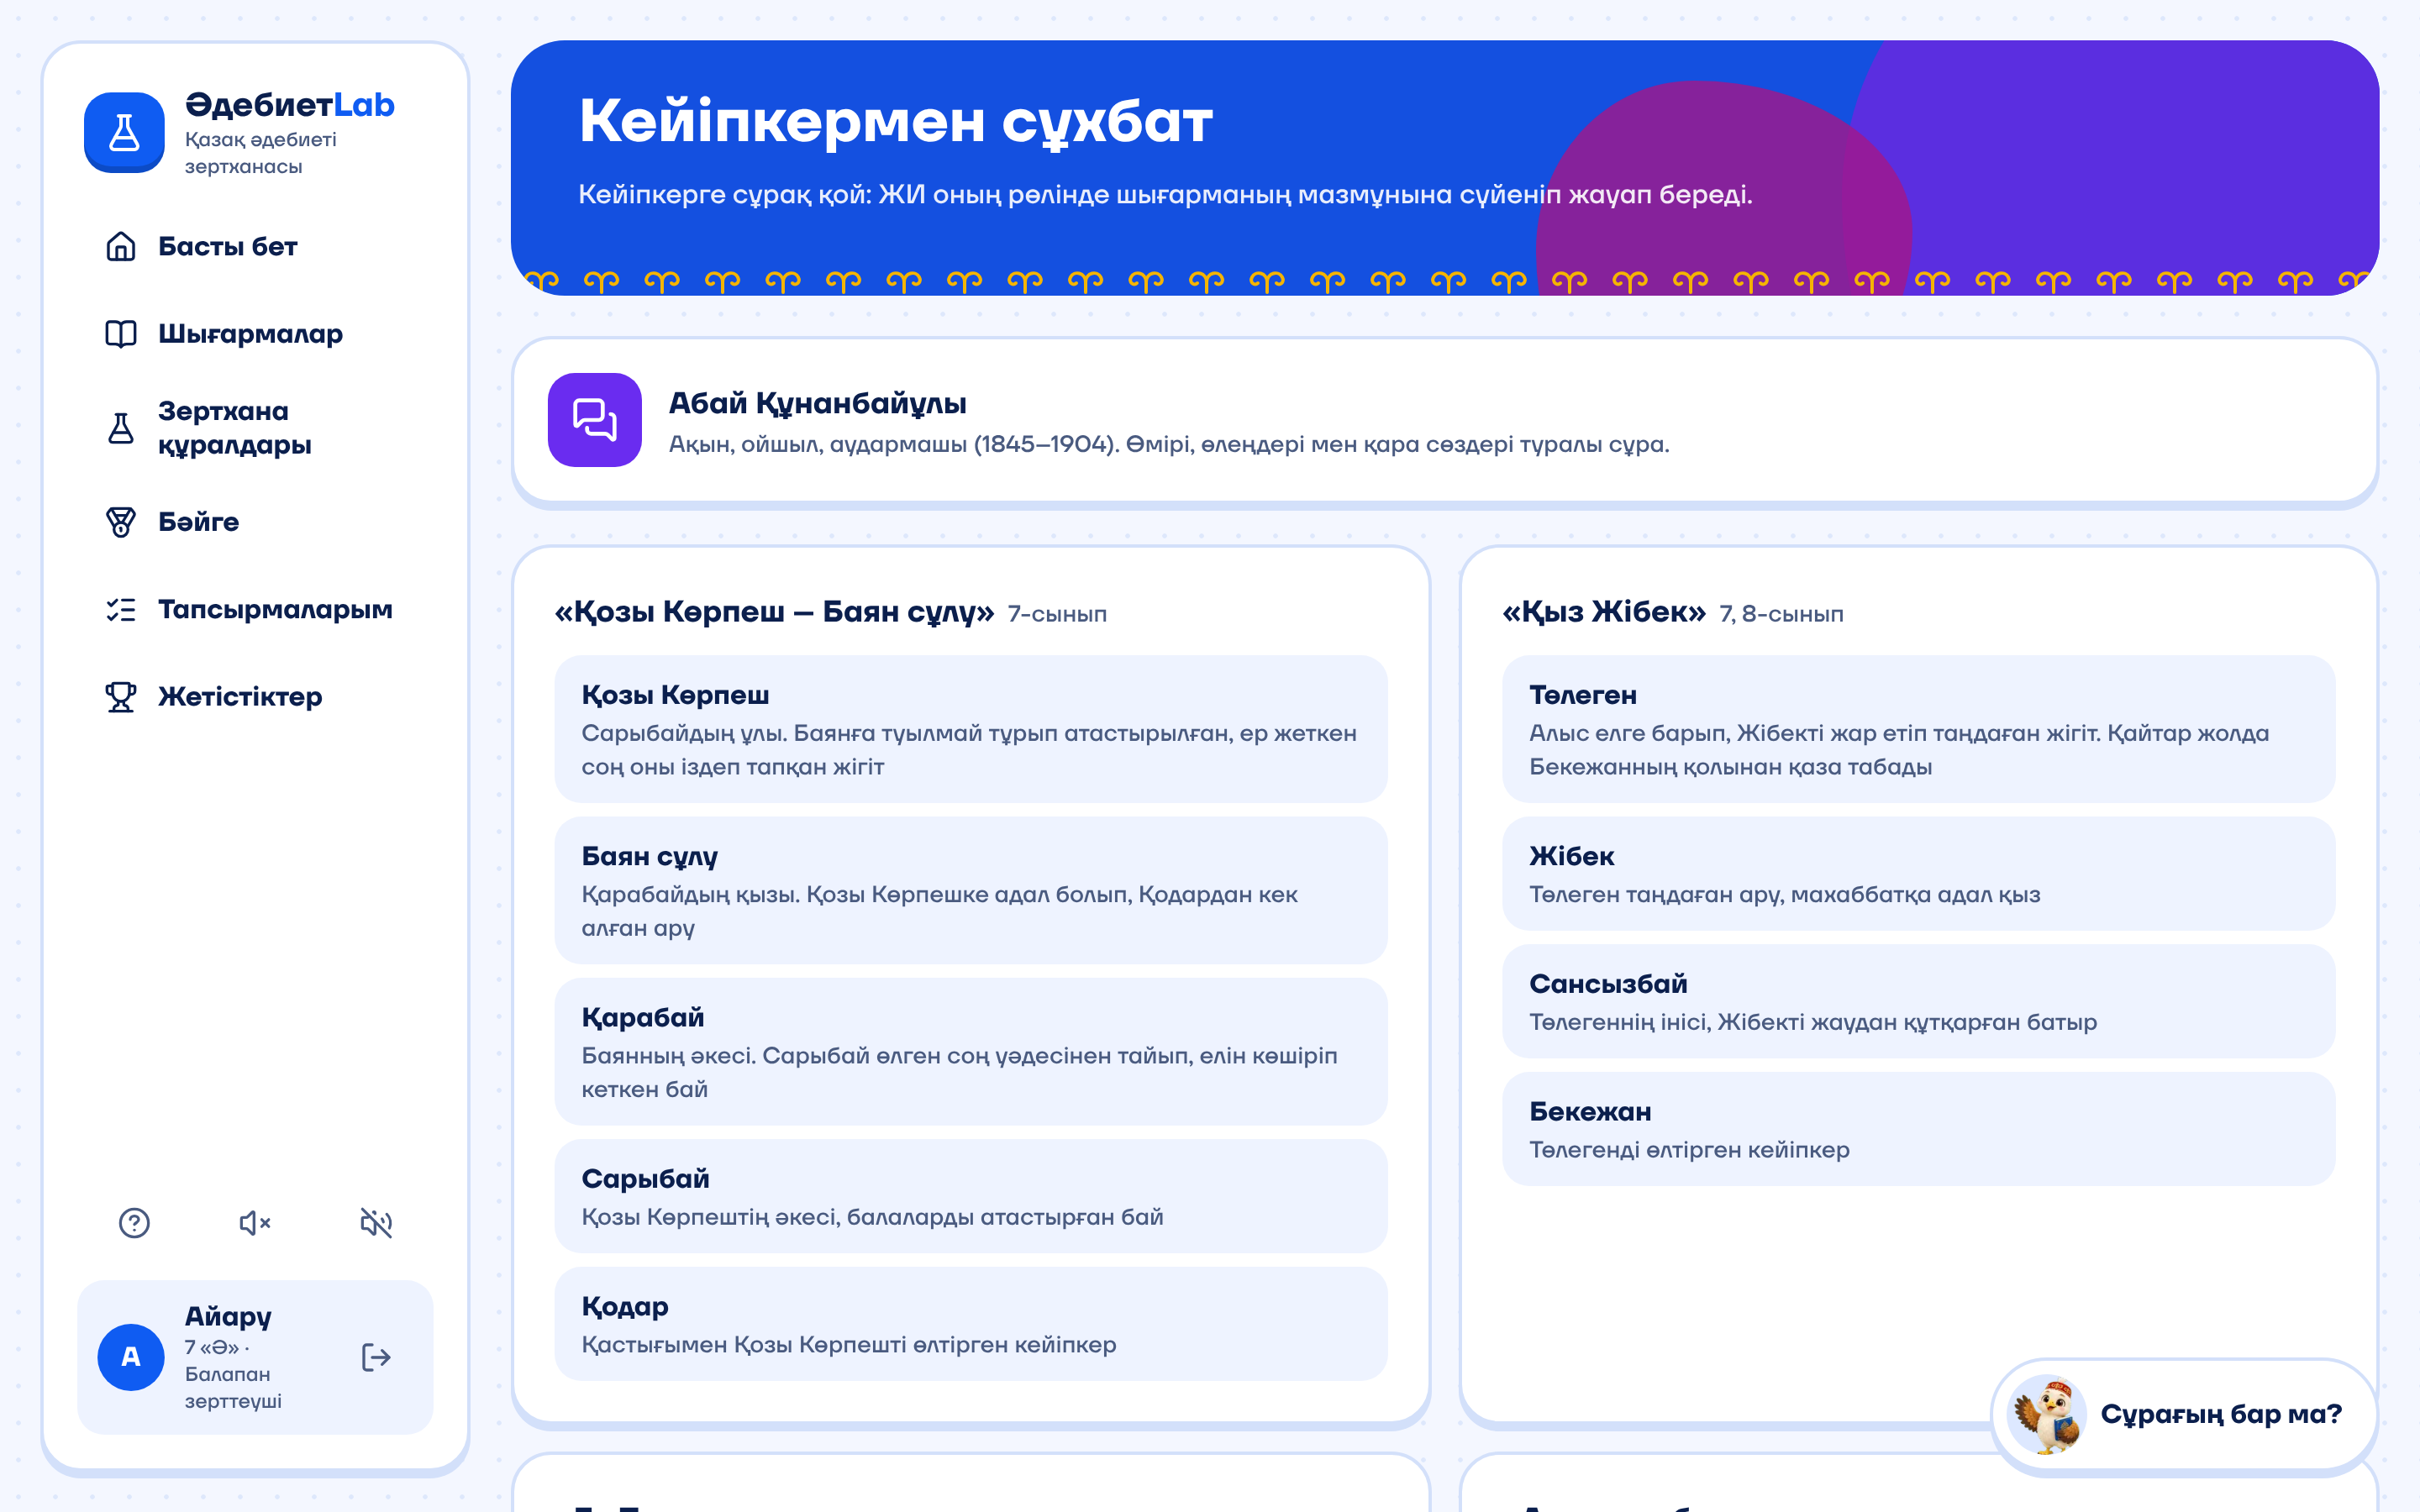 ӘдебиетLab
Қазақ әдебиеті
зертханасы
Басты бет
Шығармалар
Зертхана
құралдары
Бәйге
Тапсырмаларым
Жетістіктер
Айару
7 «Ә» ·
Балапан
зерттеуші
A
Кейіпкермен сұхбат
Кейіпкерге сұрақ қой: ЖИ оның рөлінде шығарманың мазмұнына сүйеніп жауап береді.
Абай Құнанбайұлы
Ақын, ойшыл, аудармашы (1845–1904). Өмірі, өлеңдері мен қара сөздері туралы сұра.
«Қозы Көрпеш – Баян сұлу» 7-сынып
Қозы Көрпеш
Сарыбайдың ұлы. Баянға туылмай тұрып атастырылған, ер жеткен
соң оны іздеп тапқан жігіт
Баян сұлу
Қарабайдың қызы. Қозы Көрпешке адал болып, Қодардан кек
алған ару
Қарабай
Баянның әкесі. Сарыбай өлген соң уәдесінен тайып, елін көшіріп
кеткен бай
Сарыбай
Қозы Көрпештің әкесі, балаларды атастырған бай
Қодар
Қастығымен Қозы Көрпешті өлтірген кейіпкер
«Қыз Жібек» 7, 8-сынып
Төлеген
Алыс елге барып, Жібекті жар етіп таңдаған жігіт. Қайтар жолда
Бекежанның қолынан қаза табады
Жібек
Төлеген таңдаған ару, махаббатқа адал қыз
Сансызбай
Төлегеннің інісі, Жібекті жаудан құтқарған батыр
Бекежан
Төлегенді өлтірген кейіпкер
Сұрағың бар ма?